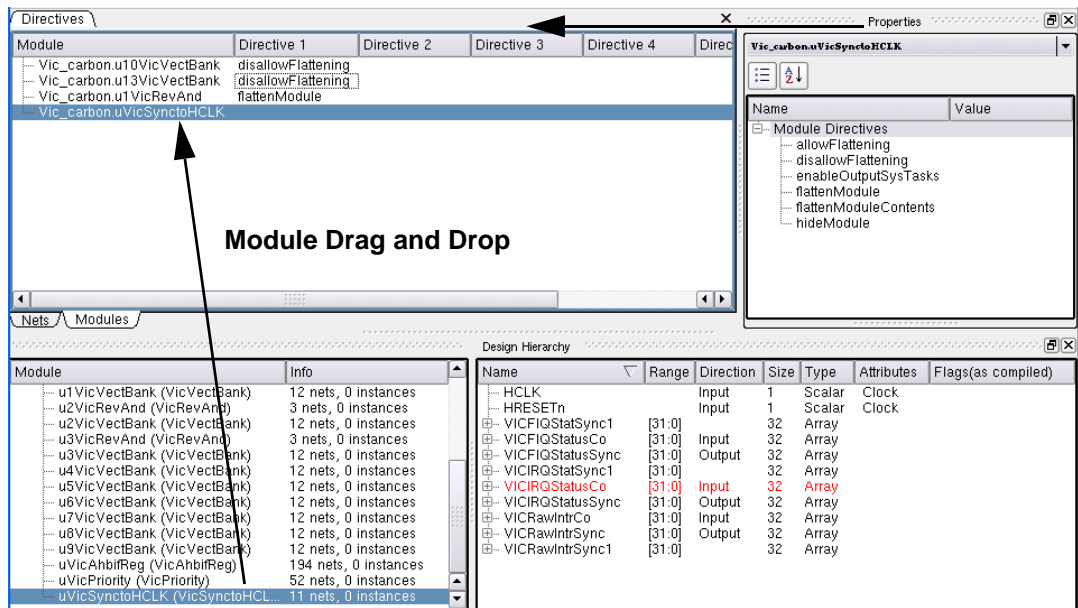 Directives
Properties
Module Directive 1 Directive 2 Directive 3 Directive 4 Direc
Vic_carbon.u10VicVectBank disallowFlattening
Vic_carbon.u13VicVectBank disallowFlattening
Vic_carbon.u1VicRevAnd flattenModule
Vic_carbon.uVicSynctoHCLK
Vic_carbon.uVicSynctoHCLK
Name Value
Module Directives
allowFlattening
disallowFlattening
enableOutputSysTasks
flattenModule
flattenModuleContents
hideModule
Module Drag and Drop
Nets Modules
Module Info
u1VicVectBank (VicVectBank) 12 nets, 0 instances
u2VicRevAnd (VicRevAnd) 3 nets, 0 instances
u2VicVectBank (VicVectBank) 12 nets, 0 instances
u3VicRevAnd (VicRevAnd) 3 nets, 0 instances
u3VicVectBank (VicVectBank) 12 nets, 0 instances
u4VicVectBank (VicVectBank) 12 nets, 0 instances
u5VicVectBank (VicVectBank) 12 nets, 0 instances
u6VicVectBank (VicVectBank) 12 nets, 0 instances
u7VicVectBank (VicVectBank) 12 nets, 0 instances
u8VicVectBank (VicVectBank) 12 nets, 0 instances
u9VicVectBank (VicVectBank) 12 nets, 0 instances
uVicAhbifReg (VicAhbifReg) 194 nets, 0 instances
uVicPriority (VicPriority) 52 nets, 0 instances
uVicSynctoHCLK (VicSynctoHCL... 11 nets, 0 instances
Design Hierarchy
Name Range Direction Size Type Attributes Flags(as compiled)
HCLK Input 1 Scalar Clock
HRESETn Input 1 Scalar Clock
VICFIQStatSync1 [31:0] 32 Array
VICFIQStatusCo [31:0] Input 32 Array
VICFIQStatusSync [31:0] Output 32 Array
VICIRQStatSync1 [31:0] 32 Array
VICIRQStatusCo [31:0] Input 32 Array
VICIRQStatusSync [31:0] Output 32 Array
VICRawIntrCo [31:0] Input 32 Array
VICRawIntrSync [31:0] Output 32 Array
VICRawIntrSync1 [31:0] 32 Array